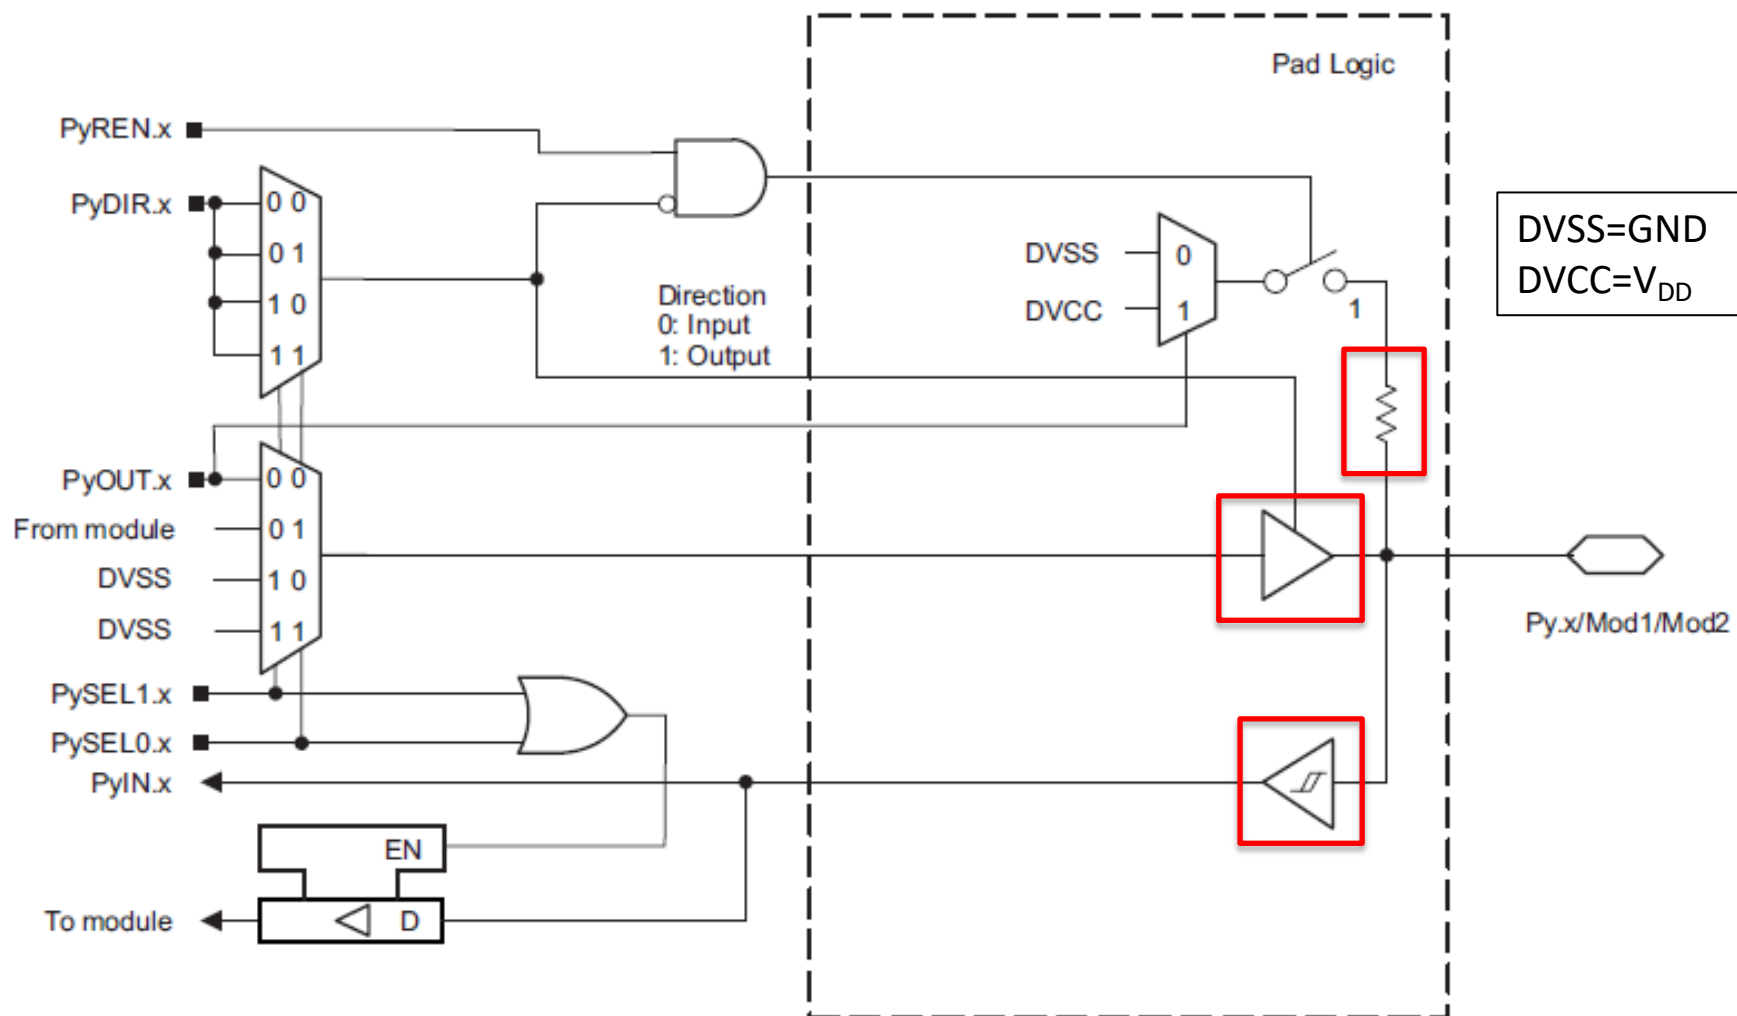 Pad Logic
PyREN.x
PyDIR.x
0 0
0 1
1 0
1 1
Direction
0: Input
1: Output
DVSS
DVCC
0
1
1
DVSS=GND
DVCC=VDD
PyOUT.x
From module
DVSS
DVSS
0 0
0 1
1 0
1 1
Py.x/Mod1/Mod2
PySEL1.x
PySEL0.x
PyIN.x
EN
To module
D